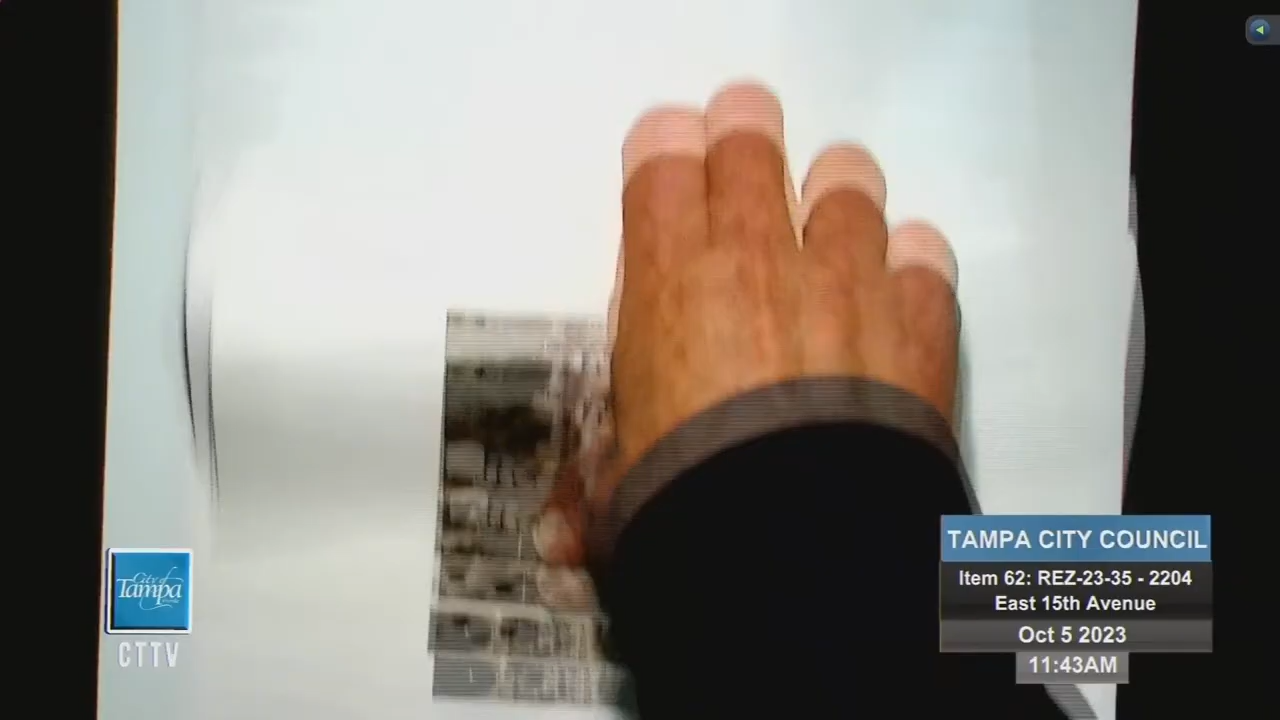 City of
Tampa
CTTV
TAMPA CITY COUNCIL
Item 62: REZ-23-35 - 2204
East 15th Avenue
Oct 5 2023
11:43AM